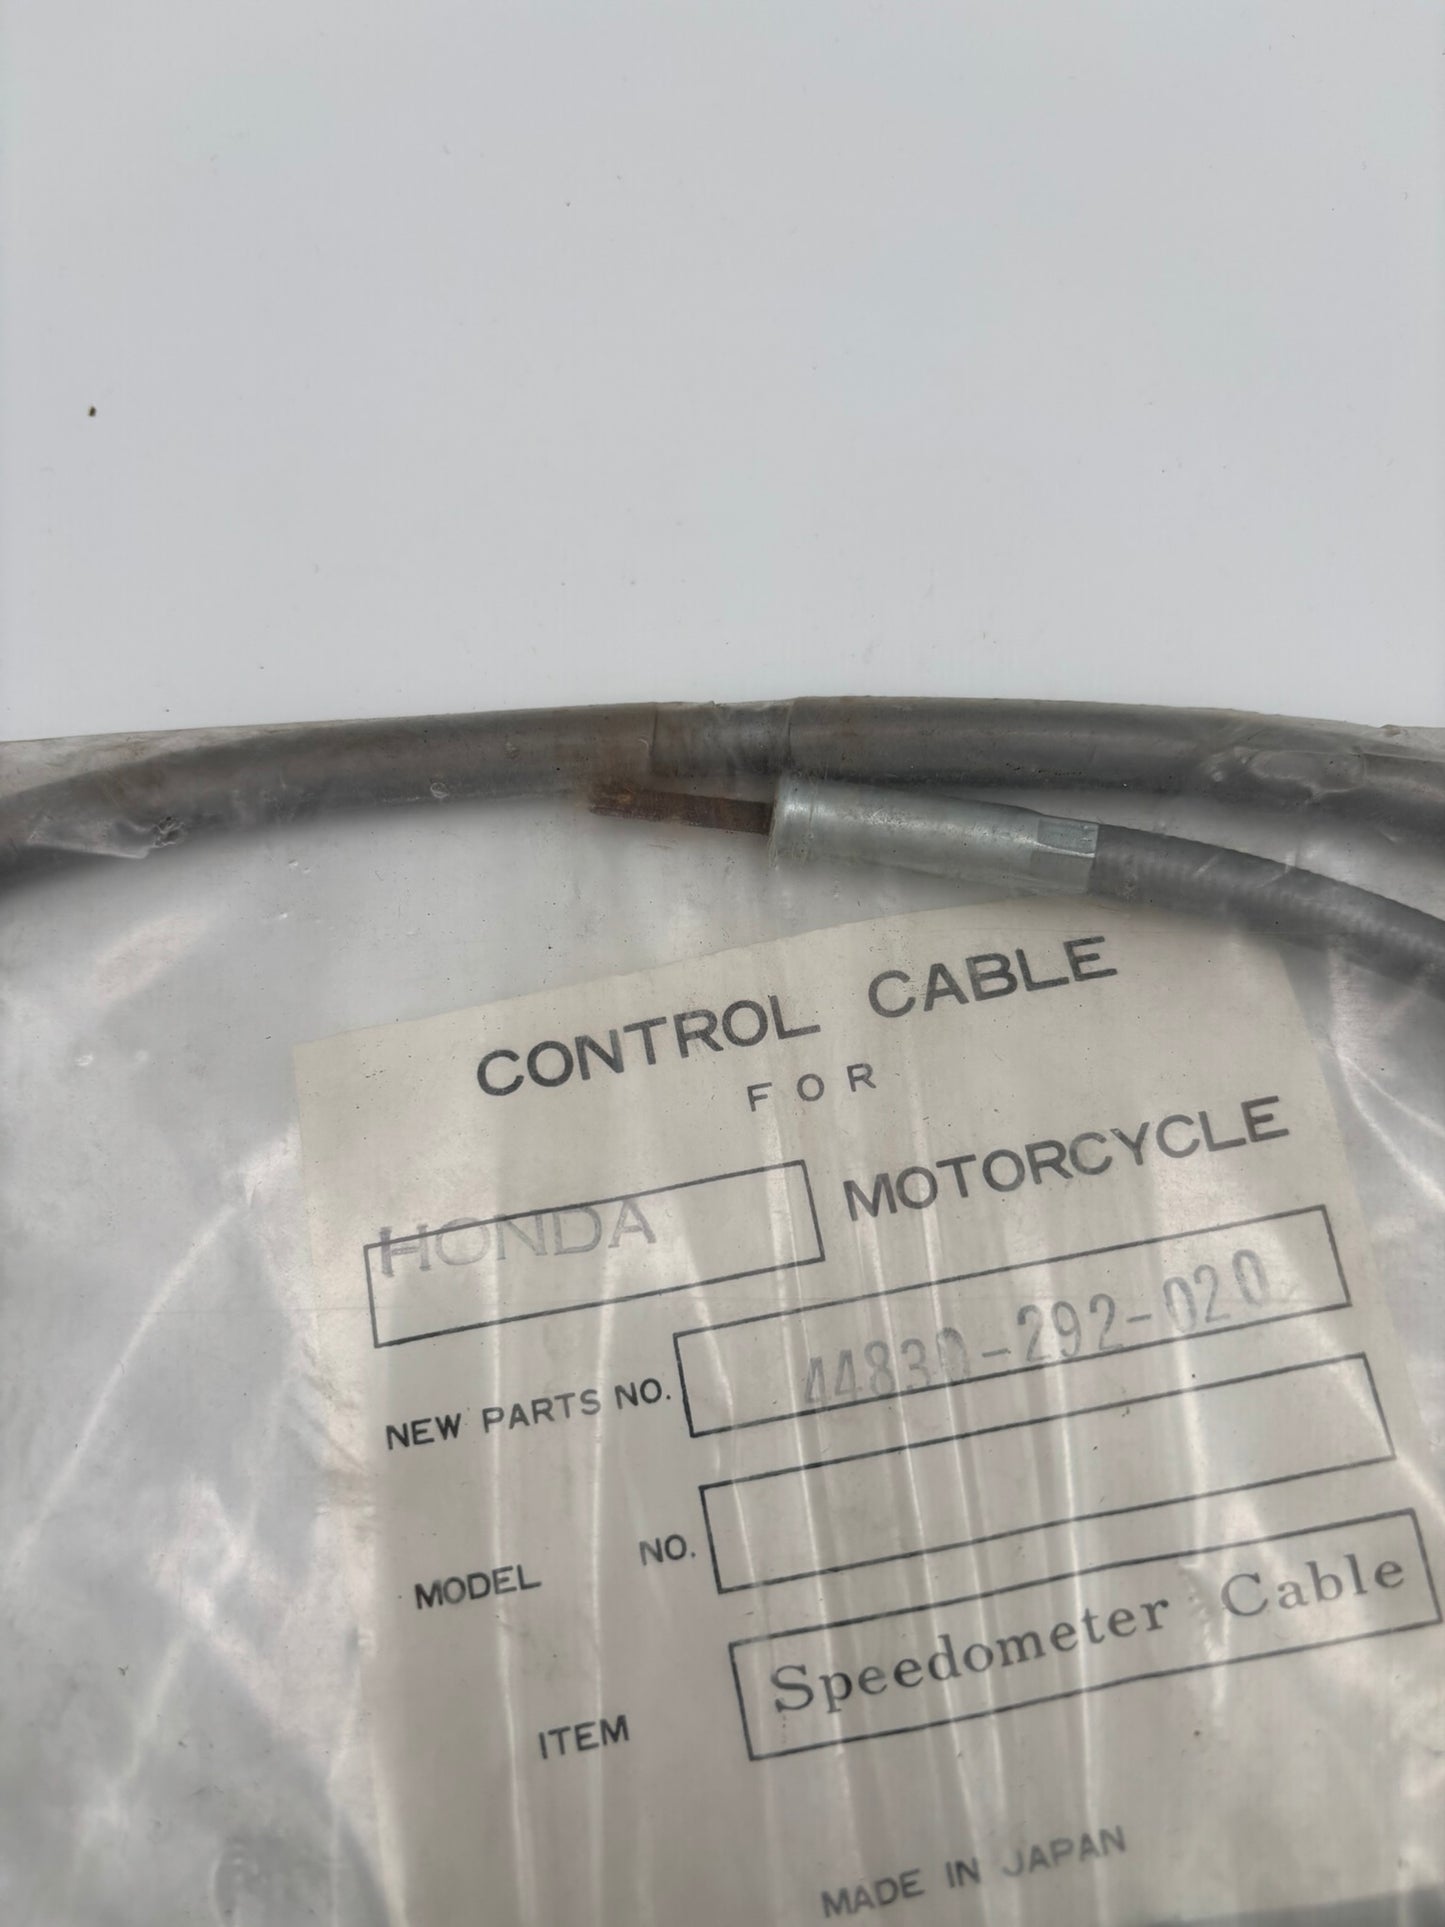 CONTROL CABLE
FOR
HONDA MOTORCYCLE
NEW PARTS NO. 44830-292-020
MODEL NO.
ITEM Speedometer Cable
MADE IN JAPAN